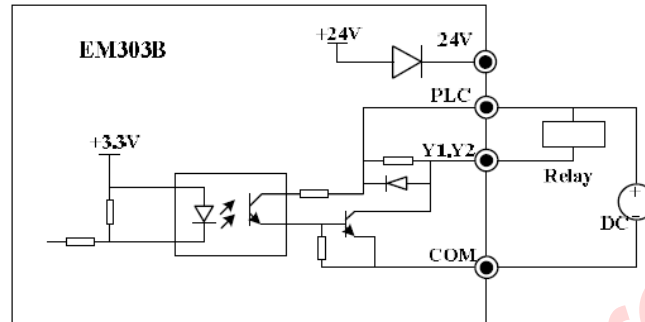 +24V
24V
EM303B
PLC
+3.3V
Y1,Y2
Relay
+
-
DC
COM